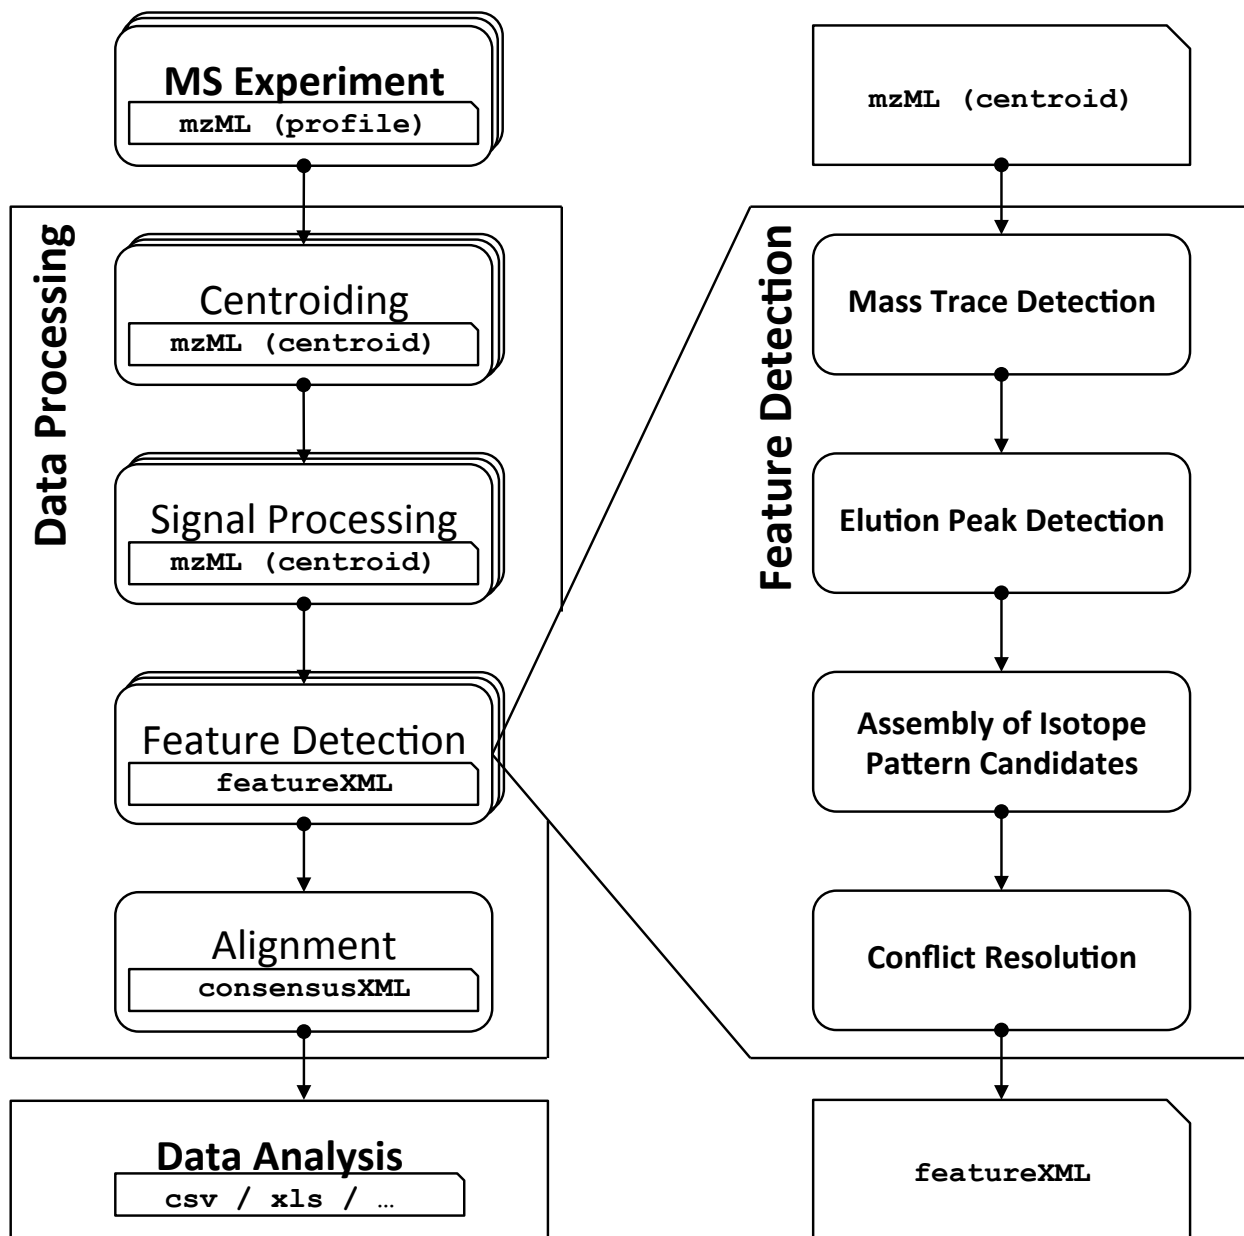 MS Experiment
mzML (profile)
Data Processing
Centroiding
mzML (centroid)
Signal Processing
mzML (centroid)
Feature Detection
featureXML
Alignment
consensusXML
Data Analysis
csv / xls / …
mzML (centroid)
Feature Detection
Mass Trace Detection
Elution Peak Detection
Assembly of Isotope
Pattern Candidates
Conflict Resolution
featureXML